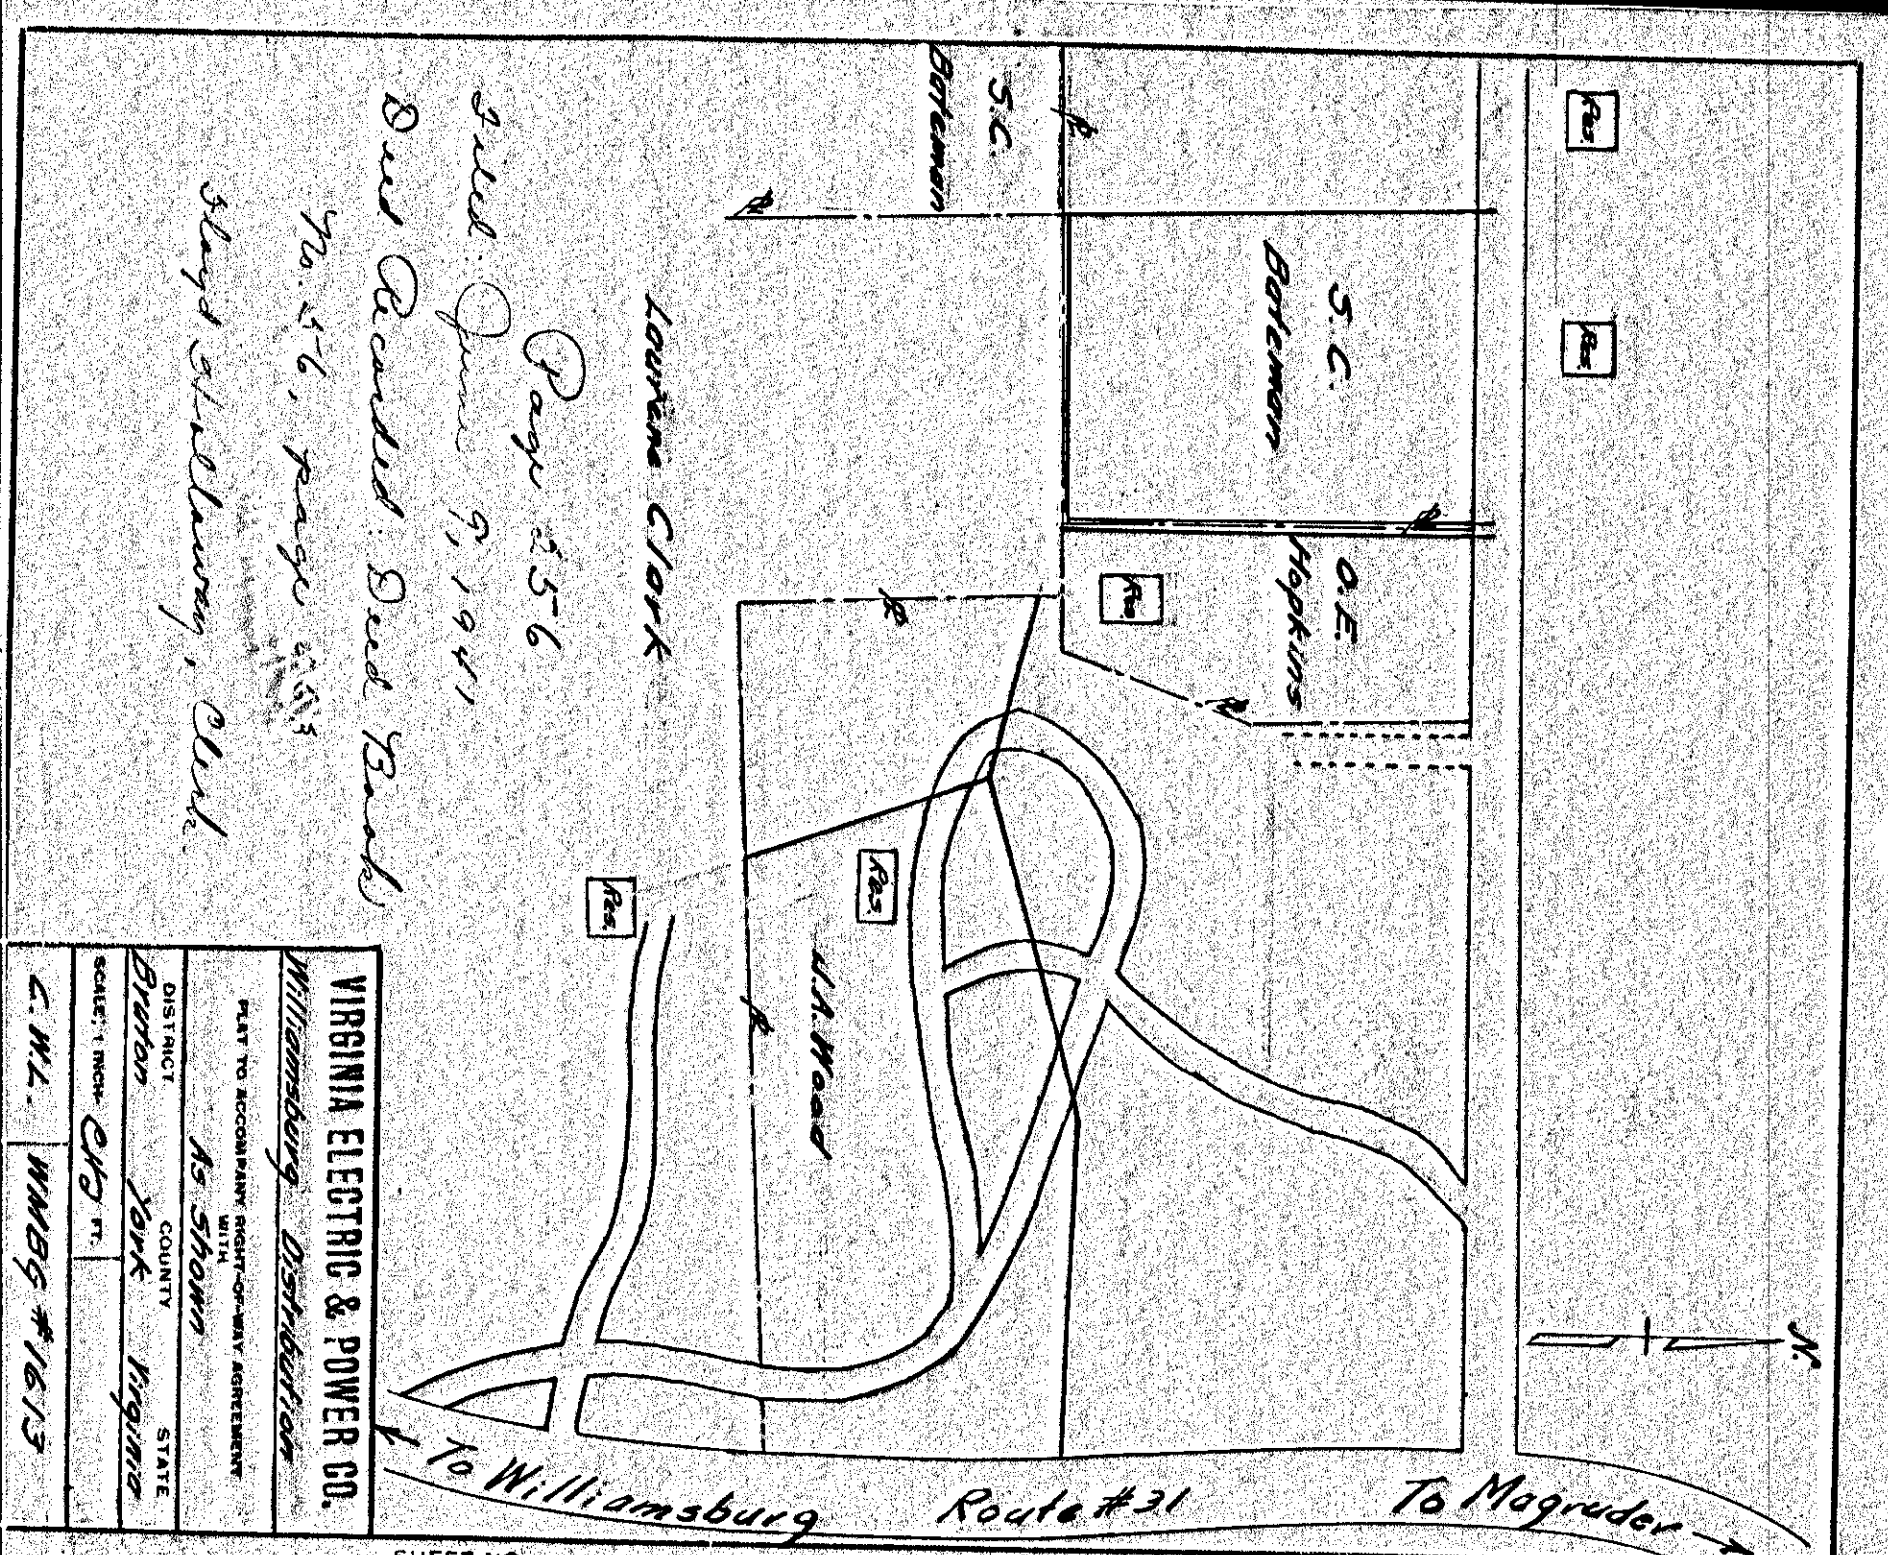 N.
Res.
Res.
S.C.
Bateman
O.E.
Hopkins
Res.
S.C.
Bateman
Res.
H.A. Wood
Res.
Lourene Clark
Page 256
Filed: June 9, 1941
Deed Recorded: Deed Book
No. 56, page
Floyd Holloway, Clerk.
To Magruder
Route #31
To Williamsburg
VIRGINIA ELECTRIC & POWER CO.
Williamsburg Distribution
PLAT TO ACCOMPANY RIGHT-OF-WAY AGREEMENT
WITH
As Shown
DISTRICT COUNTY STATE
Bruton York Virginia
SCALE: 1 INCH= FT.
C.W.L. WMBG #1613